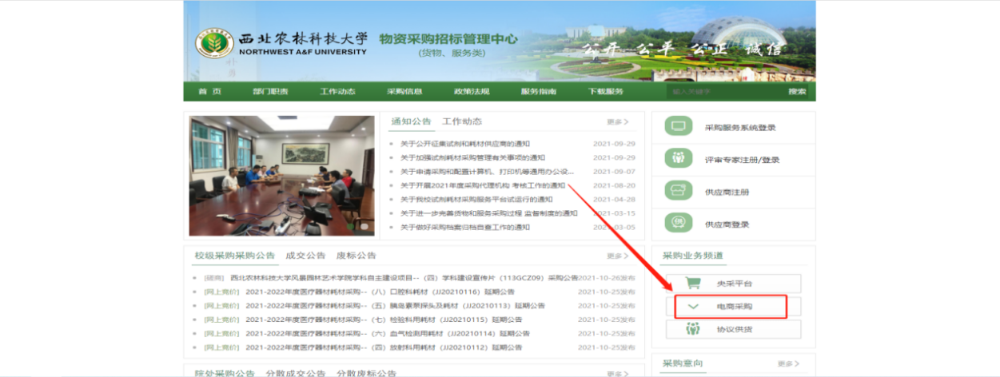 西北农林科技大学 物资采购招标管理中心
NORTHWEST A&F UNIVERSITY (货物、服务类)
公开 公平 公正 诚信
首 页 部门职责 工作动态 采购信息 政策法规 服务指南 下载服务 输入关键字 搜索
通知公告 工作动态 更多
关于公开征集试剂和耗材供应商的通知 2021-09-29
关于加强试剂耗材采购管理有关事项的通知 2021-09-29
关于申请采购和配置计算机、打印机等通用办公设... 2021-09-07
关于开展2021年度采购代理机构 考核工作的通知 2021-08-20
关于我校试剂耗材采购服务平台试运行的通知 2021-04-28
关于进一步完善货物和服务采购过程 监督制度的通知 2021-03-15
关于做好采购档案归档自查工作的通知 2021-03-05
采购服务系统登录
评审专家注册/登录
供应商注册
供应商登录
校级采购采购公告 成交公告 废标公告 更多
[磋商] 西北农林科技大学风景园林艺术学院学科自主建设项目--（四）学科建设宣传片（113GCZ09）采购公告2021-10-26发布
[网上竞价] 2021-2022年度医疗器材耗材采购--（八）口腔科耗材（JJ20210116）延期公告 2021-10-25发布
[网上竞价] 2021-2022年度医疗器材耗材采购--（五）胰岛素泵探头及耗材（JJ20210113）延期公告 2021-10-25发布
[网上竞价] 2021-2022年度医疗器材耗材采购--（七）检验科用耗材（JJ20210115）延期公告 2021-10-25发布
[网上竞价] 2021-2022年度医疗器材耗材采购--（六）血气检测用耗材（JJ20210114）延期公告 2021-10-25发布
[网上竞价] 2021-2022年度医疗器材耗材采购--（四）放射科用耗材（JJ20210112）延期公告 2021-10-25发布
采购业务频道
央采平台
电商采购
协议供货
院处采购公告 分散成交公告 分散废标公告 更多
采购意向 更多